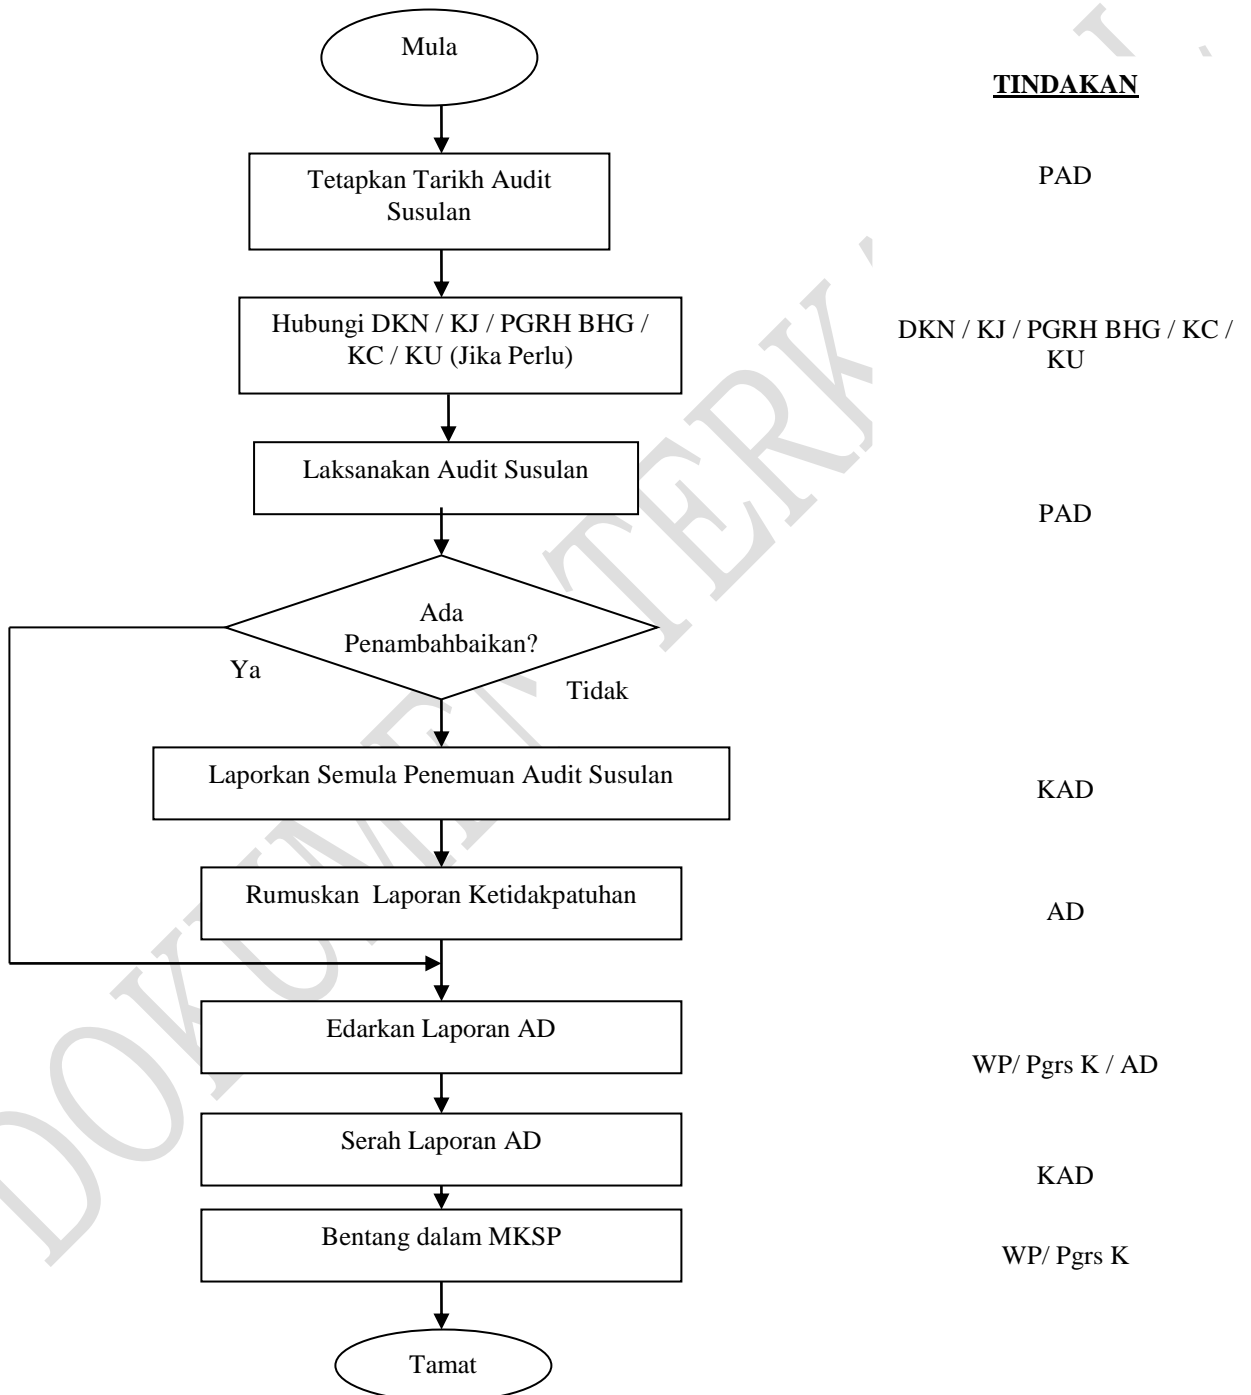 Mula
TINDAKAN
Tetapkan Tarikh Audit
Susulan
PAD
Hubungi DKN / KJ / PGRH BHG /
KC / KU (Jika Perlu)
DKN / KJ / PGRH BHG / KC /
KU
Laksanakan Audit Susulan
PAD
Ada
Penambahbaikan?
Ya
Tidak
Laporkan Semula Penemuan Audit Susulan
KAD
Rumuskan Laporan Ketidakpatuhan
AD
Edarkan Laporan AD
WP/ Pgrs K / AD
Serah Laporan AD
KAD
Bentang dalam MKSP
WP/ Pgrs K
Tamat
DOKUMEN